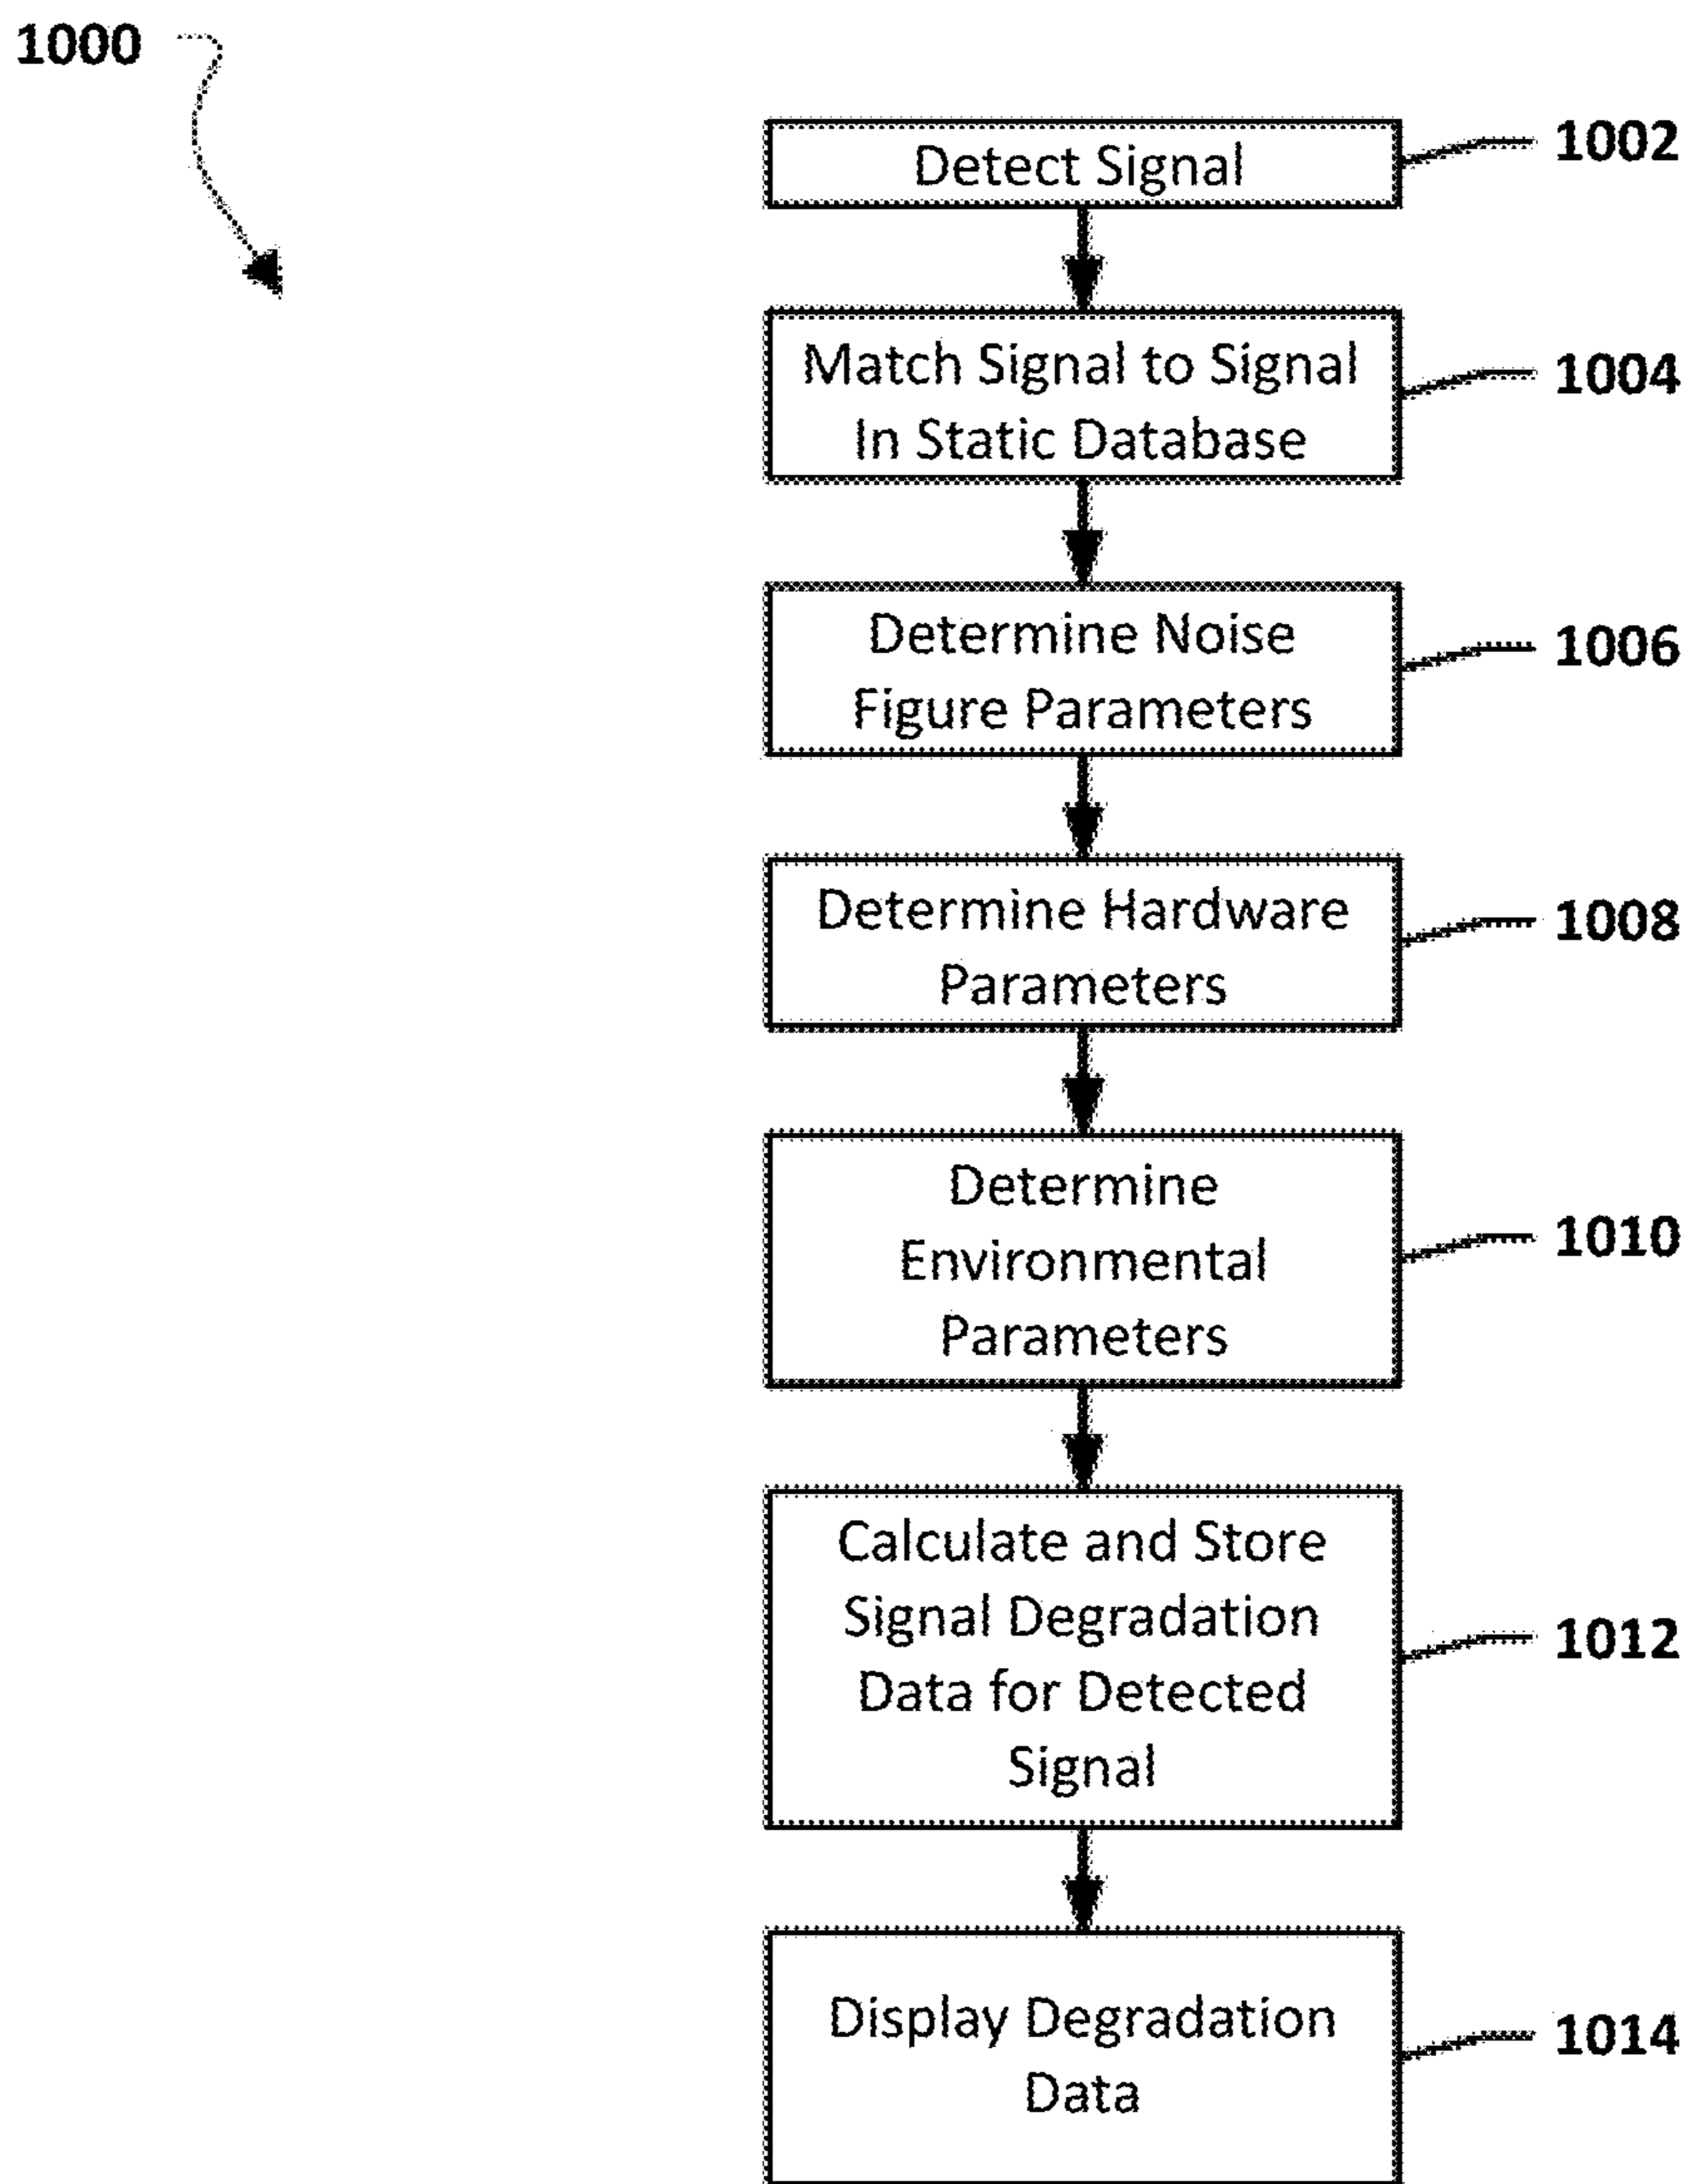 1000
Detect Signal
1002
Match Signal to Signal
In Static Database
1004
Determine Noise
Figure Parameters
1006
Determine Hardware
Parameters
1008
Determine
Environmental
Parameters
1010
Calculate and Store
Signal Degradation
Data for Detected
Signal
1012
Display Degradation
Data
1014